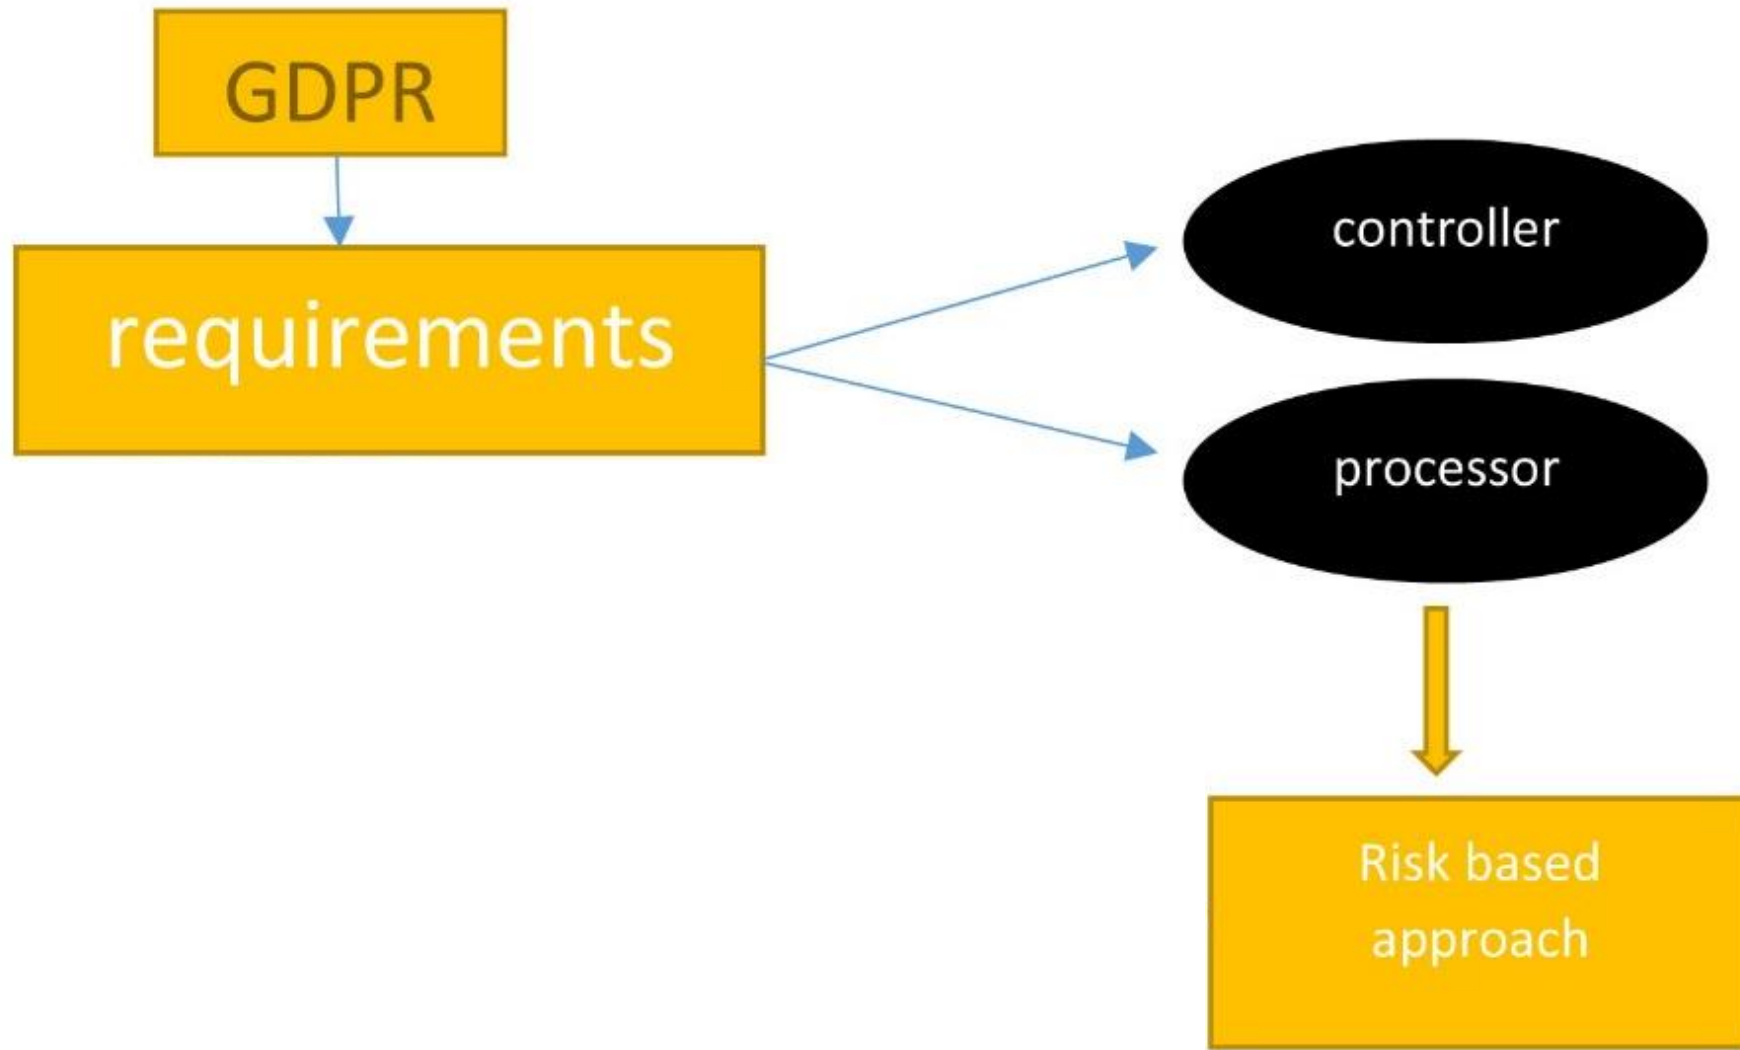 GDPR
requirements
controller
processor
Risk based
approach